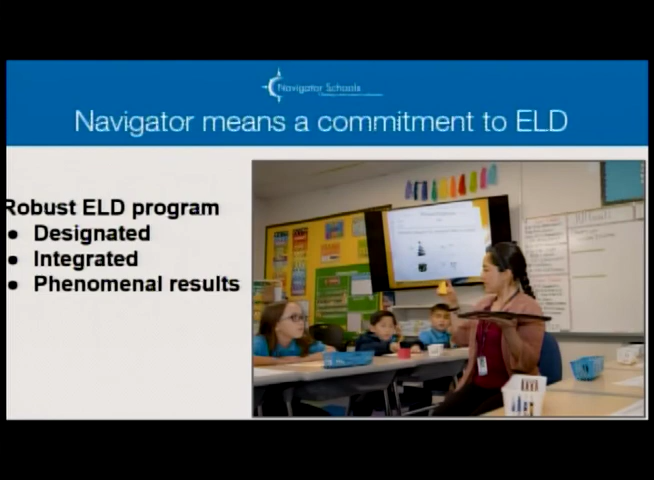 Navigator Schools
Navigator means a commitment to ELD
Robust ELD program
• Designated
• Integrated
• Phenomenal results